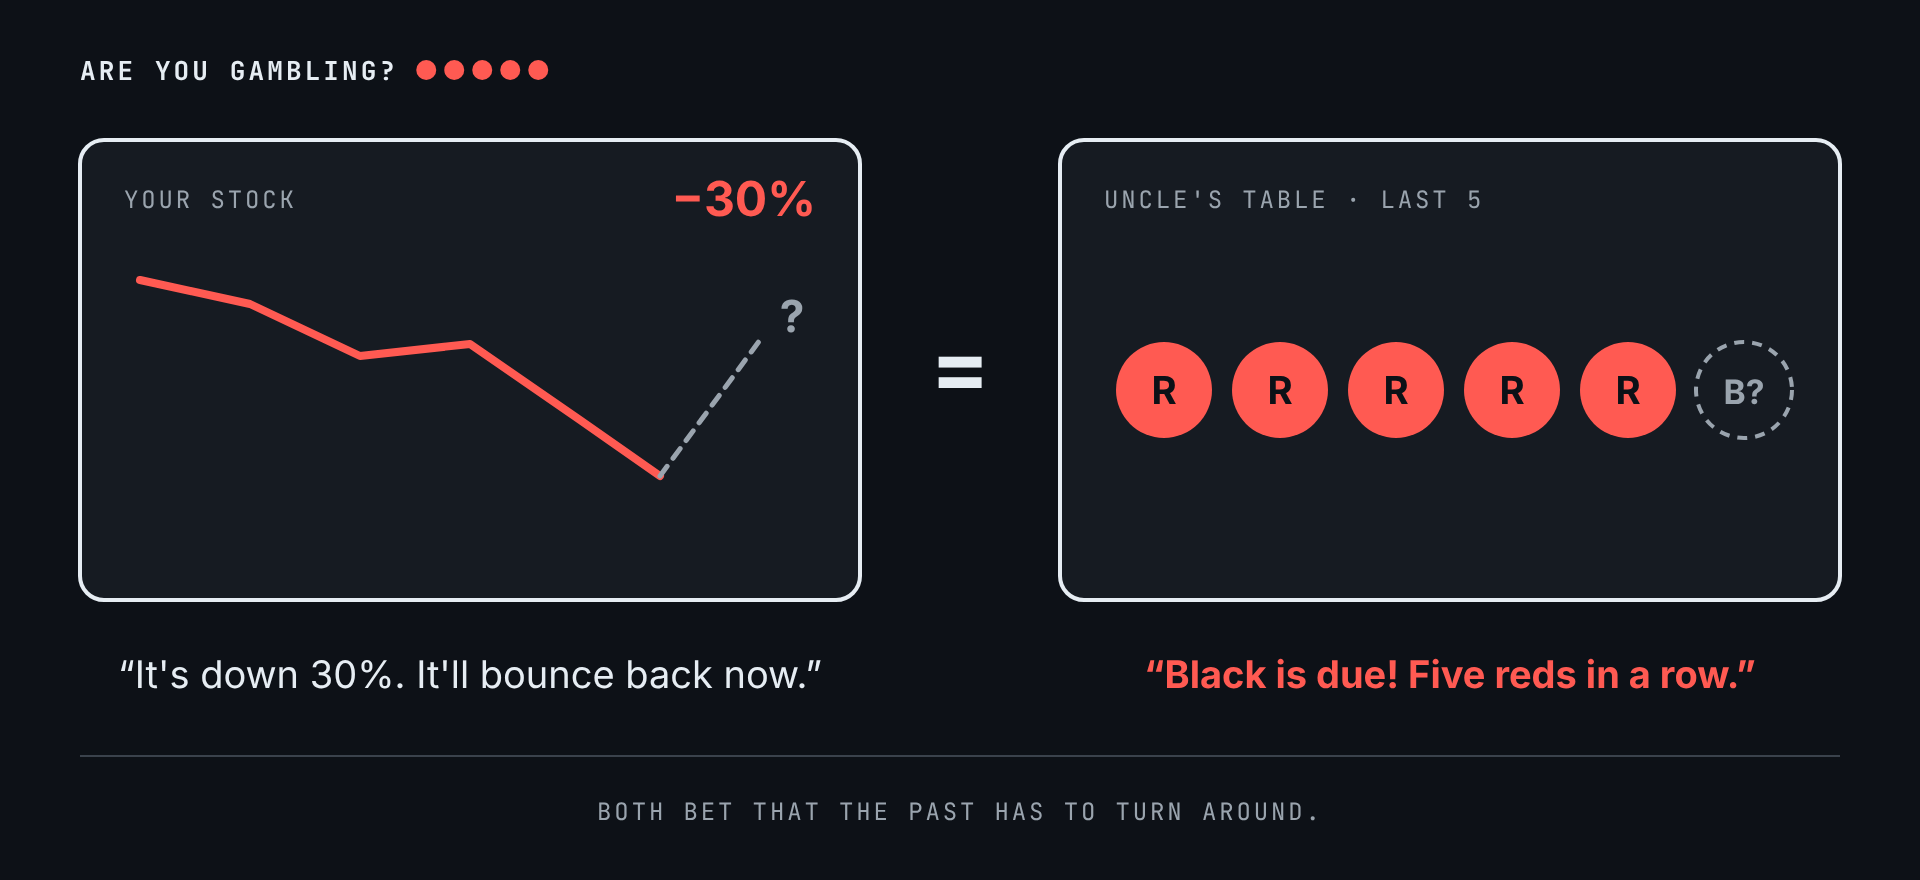 ARE YOU GAMBLING?
YOUR STOCK
−30%
?
=
UNCLE'S TABLE · LAST 5
R R R R R B?
“It's down 30%. It'll bounce back now.”
“Black is due! Five reds in a row.”
BOTH BET THAT THE PAST HAS TO TURN AROUND.